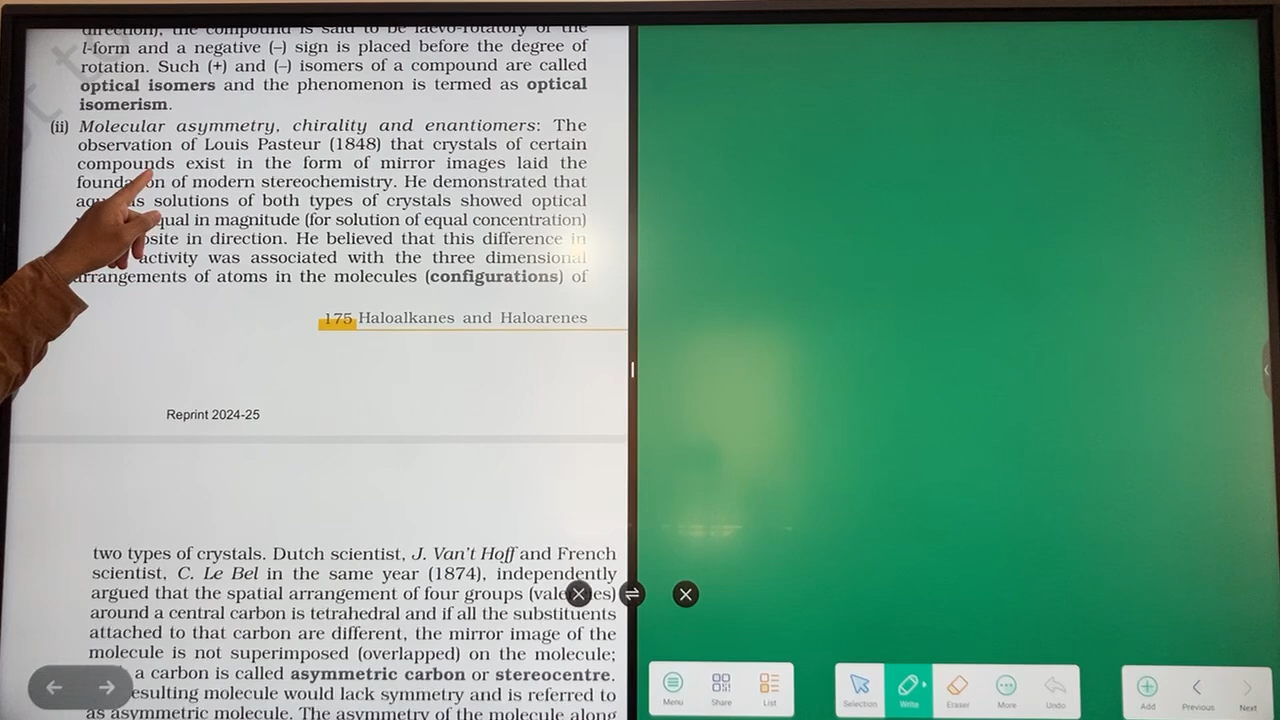 direction), the compound is said to be laevo-rotatory or the
l-form and a negative (–) sign is placed before the degree of
rotation. Such (+) and (–) isomers of a compound are called
optical isomers and the phenomenon is termed as optical
isomerism.
(ii) Molecular asymmetry, chirality and enantiomers: The
observation of Louis Pasteur (1848) that crystals of certain
compounds exist in the form of mirror images laid the
of modern stereochemistry. He demonstrated that
solutions of both types of crystals showed optical
in magnitude (for solution of equal concentration)
in direction. He believed that this difference in
activity was associated with the three dimensional
arrangements of atoms in the molecules (configurations) of
175 Haloalkanes and Haloarenes
Reprint 2024-25
two types of crystals. Dutch scientist, J. Van't Hoff and French
scientist, C. Le Bel in the same year (1874), independently
argued that the spatial arrangement of four groups
around a central carbon is tetrahedral and if all the substituents
attached to that carbon are different, the mirror image of the
molecule is not superimposed (overlapped) on the molecule;
a carbon is called asymmetric carbon or stereocentre.
resulting molecule would lack symmetry and is referred to
as asymmetric molecule. The asymmetry of the molecule along
Menu Share List Selection Write Eraser More Undo Add Previous Next